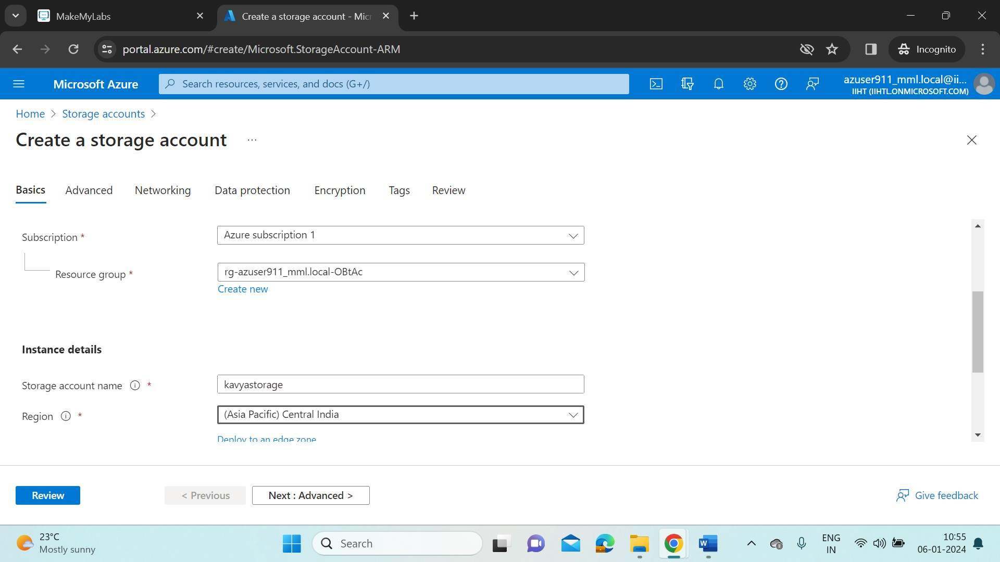 MakeMyLabs
Create a storage account - Micr
portal.azure.com/#create/Microsoft.StorageAccount-ARM
Incognito
Microsoft Azure
Search resources, services, and docs (G+/)
azuser911_mml.local@ii...
IIHT (IIHTL.ONMICROSOFT.COM)
Home > Storage accounts >
Create a storage account ...
Basics Advanced Networking Data protection Encryption Tags Review
Subscription *
Azure subscription 1
Resource group *
rg-azuser911_mml.local-OBtAc
Create new
Instance details
Storage account name *
kavyastorage
Region *
(Asia Pacific) Central India
Deploy to an edge zone
Review
< Previous
Next : Advanced >
Give feedback
23°C
Mostly sunny
Search
ENG
IN
10:55
06-01-2024